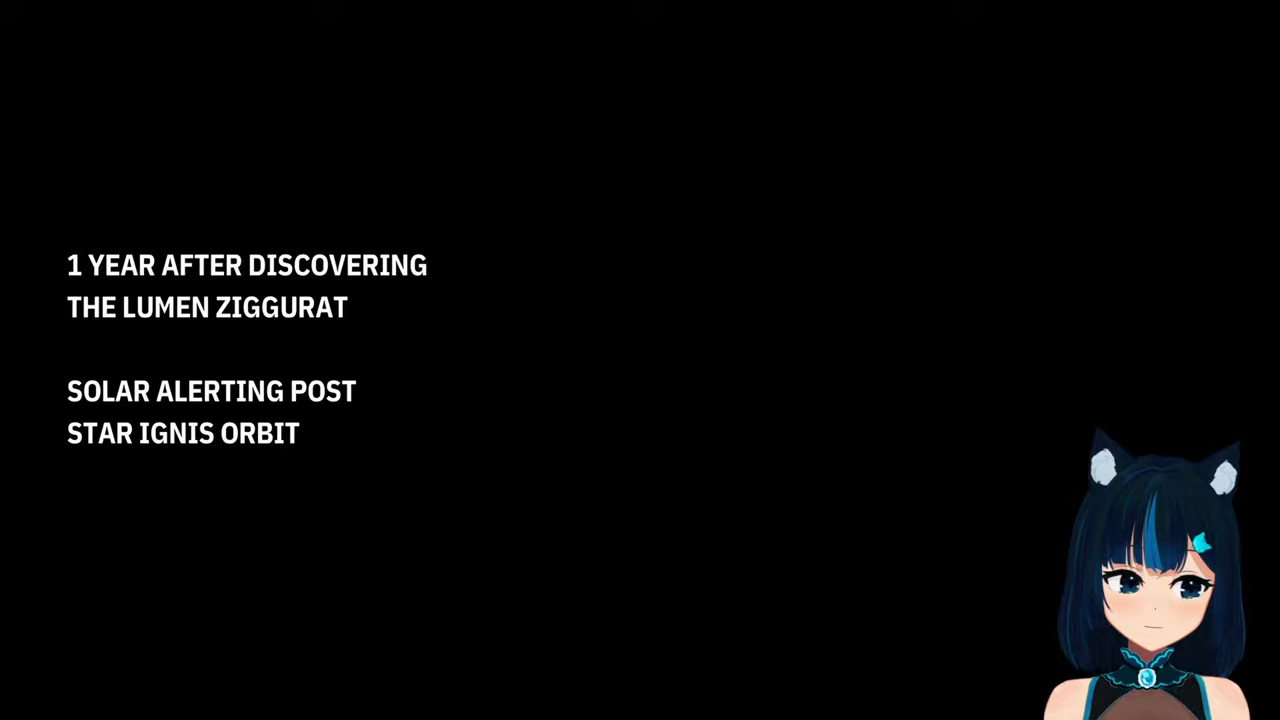 1 YEAR AFTER DISCOVERING
THE LUMEN ZIGGURAT
SOLAR ALERTING POST
STAR IGNIS ORBIT